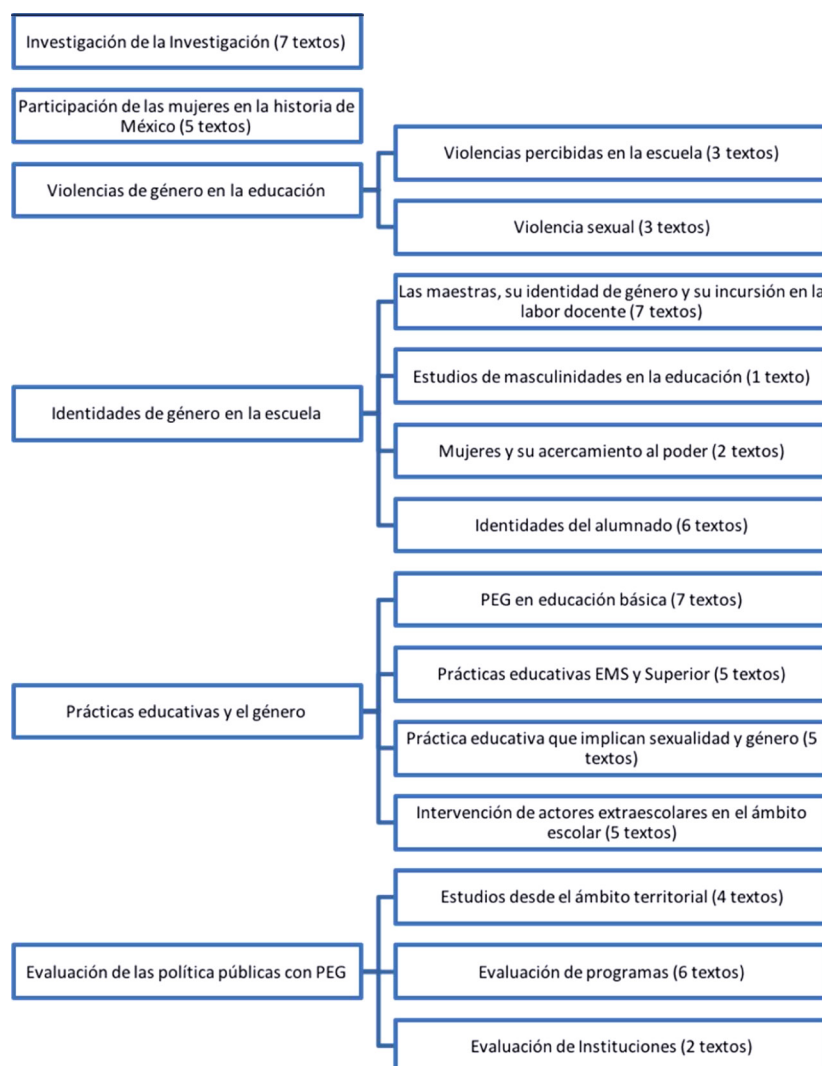 Investigación de la Investigación (7 textos)
Participación de las mujeres en la historia de
México (5 textos)
Violencias de género en la educación
Violencias percibidas en la escuela (3 textos)
Violencia sexual (3 textos)
Identidades de género en la escuela
Las maestras, su identidad de género y su incursión en la
labor docente (7 textos)
Estudios de masculinidades en la educación (1 texto)
Mujeres y su acercamiento al poder (2 textos)
Identidades del alumnado (6 textos)
Prácticas educativas y el género
PEG en educación básica (7 textos)
Prácticas educativas EMS y Superior (5 textos)
Práctica educativa que implican sexualidad y género (5
textos)
Intervención de actores extraescolares en el ámbito
escolar (5 textos)
Evaluación de las política públicas con PEG
Estudios desde el ámbito territorial (4 textos)
Evaluación de programas (6 textos)
Evaluación de Instituciones (2 textos)